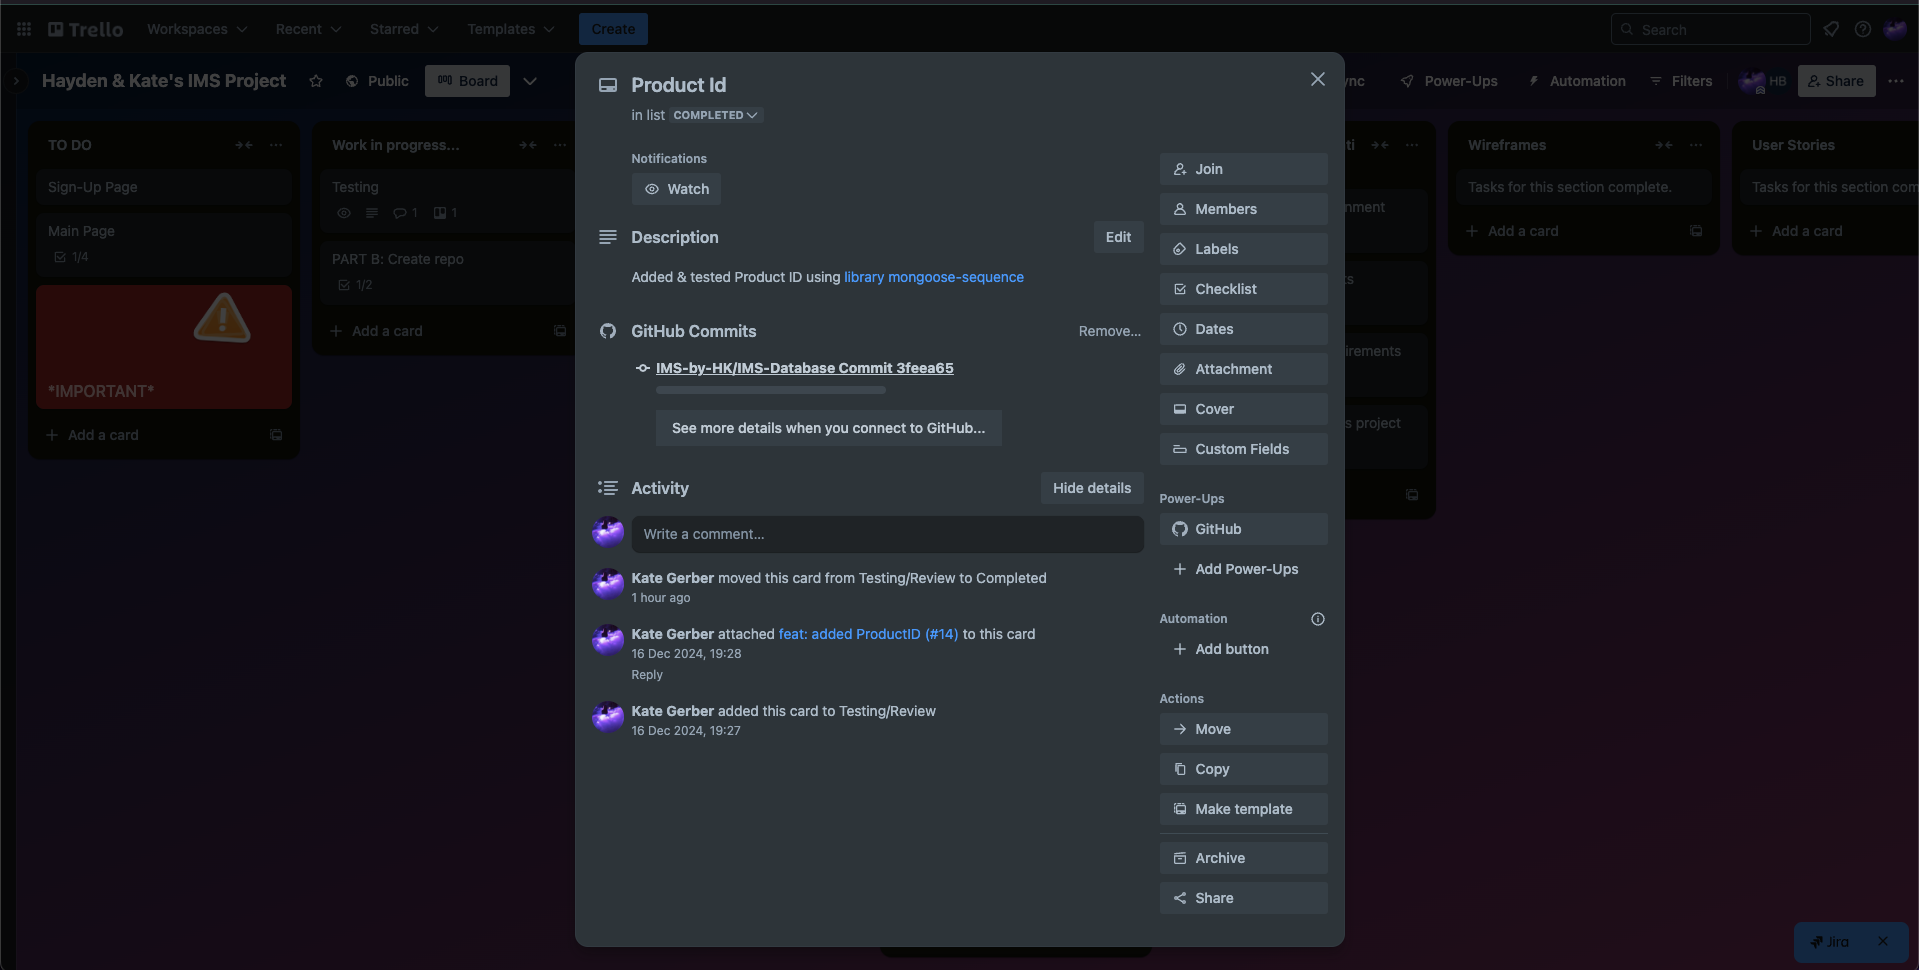 Trello
Workspaces
Recent
Starred
Templates
Create
Search
Hayden & Kate's IMS Project
Public
Board
Power-Ups
Automation
Filters
HB
Share
TO DO
Sign-Up Page
Main Page
1/4
*IMPORTANT*
Add a card
Work in progress...
Testing
1
1
PART B: Create repo
1/2
Add a card
Product Id
in list COMPLETED
Notifications
Watch
Description
Edit
Added & tested Product ID using library mongoose-sequence
GitHub Commits
Remove...
IMS-by-HK/IMS-Database Commit 3feea65
See more details when you connect to GitHub...
Activity
Hide details
Write a comment...
Kate Gerber moved this card from Testing/Review to Completed
1 hour ago
Kate Gerber attached feat: added ProductID (#14) to this card
16 Dec 2024, 19:28
Reply
Kate Gerber added this card to Testing/Review
16 Dec 2024, 19:27
Join
Members
Labels
Checklist
Dates
Attachment
Cover
Custom Fields
Power-Ups
GitHub
Add Power-Ups
Automation
Add button
Actions
Move
Copy
Make template
Archive
Share
s project
Wireframes
Tasks for this section complete.
Add a card
User Stories
Tasks for this section com
Add a card
Jira